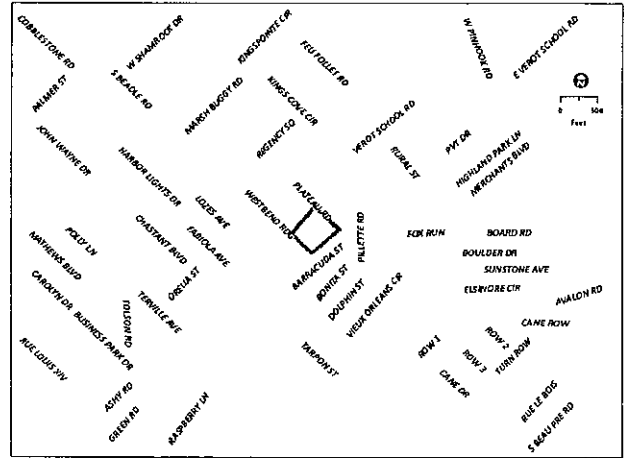 COBBLESTONE RD
W SHAMROCK DR
KINGSPOINTE CIR
FEU FOLLET RD
W PINHOOK RD
E VEROT SCHOOL RD
S BEADLE RD
PALMER ST
MARSH BUGGY RD
KINGS COVE CIR
N
0 500
Feet
JOHN WAYNE DR
REGENCY SQ
VEROT SCHOOL RD
RURAL ST
PVT DR
HIGHLAND PARK LN
MERCHANTS BLVD
HARBOR LIGHTS DR
LOZES AVE
WESTBEND RDG
PLATEAU RD
PILLETTE RD
FOX RUN
BOARD RD
POLLY LN
MATHEWS BLVD
CHASTANT BLVD
FABIOLA AVE
BARRACUDA ST
BOULDER DR
SUNSTONE AVE
ORELIA ST
BONITA ST
DOLPHIN ST
VIEUX ORLEANS CIR
ELSINORE CIR
AVALON RD
CAROLYN DR
BUSINESS PARK DR
TOLSON RD
TERVILLE AVE
CANE ROW
RUE LOUIS XIV
TARPON ST
ROW 1
ROW 2
ROW 3
TURN ROW
CANE DR
ASHY RD
GREEN RD
RASPBERRY LN
RUE LE BOIS
S BEAU PRE RD